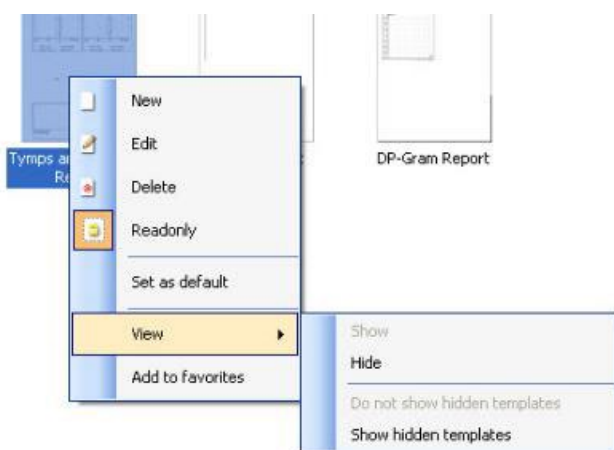 Tymps a
Re
DP-Gram Report
New
Edit
Delete
Readonly
Set as default
View
Add to favorites
Show
Hide
Do not show hidden templates
Show hidden templates